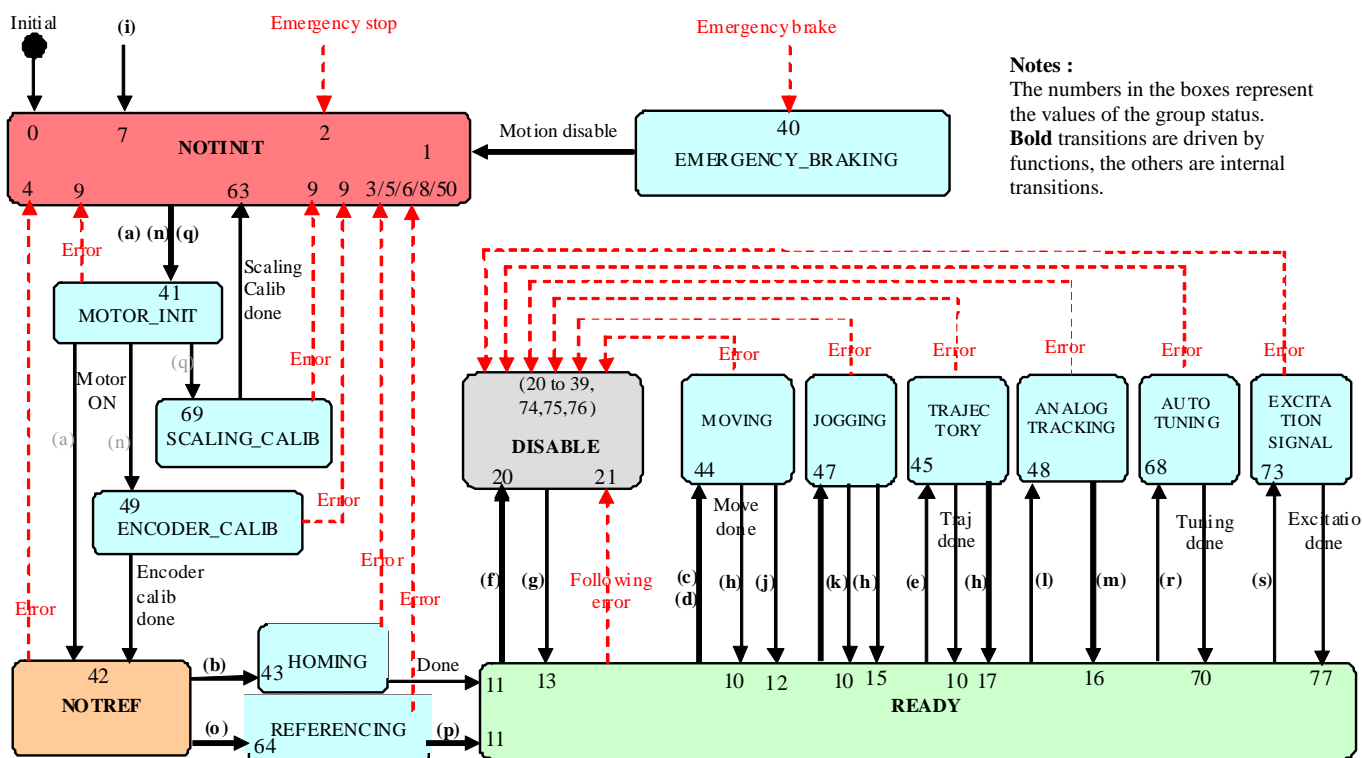 Initial
(i)
Emergency stop
Emergency brake
Notes :
The numbers in the boxes represent
the values of the group status.
Bold transitions are driven by
functions, the others are internal
transitions.
0
7
2
1
NOTINIT
4
9
63
9
9
3/5/6/8/50
Motion disable
40
EMERGENCY_BRAKING
Error
(a)
(n)
(q)
Scaling
Calib
done
41
MOTOR_INIT
(q)
Motor
ON
Error
69
SCALING_CALIB
(a)
(n)
49
ENCODER_CALIB
Error
Encoder
calib
done
Error
Error
Error
42
NOTREF
(b)
43
HOMING
Done
(o)
64
REFERENCING
(p)
Error
Error
Error
Error
Error
Error
(20 to 39,
74,75,76 )
DISABLE
20
21
MOVING
44
JOGGING
47
TRAJEC
TORY
45
ANALOG
TRACKING
48
AUTO
TUNING
68
EXCITA
TION
SIGNAL
73
Move
done
Traj
done
Tuning
done
Excitatio
done
(f)
(g)
Following
error
(c)
(d)
(h)
(j)
(k)
(h)
(e)
(h)
(l)
(m)
(r)
(s)
11
13
10
12
10
15
10
17
16
70
77
READY
11